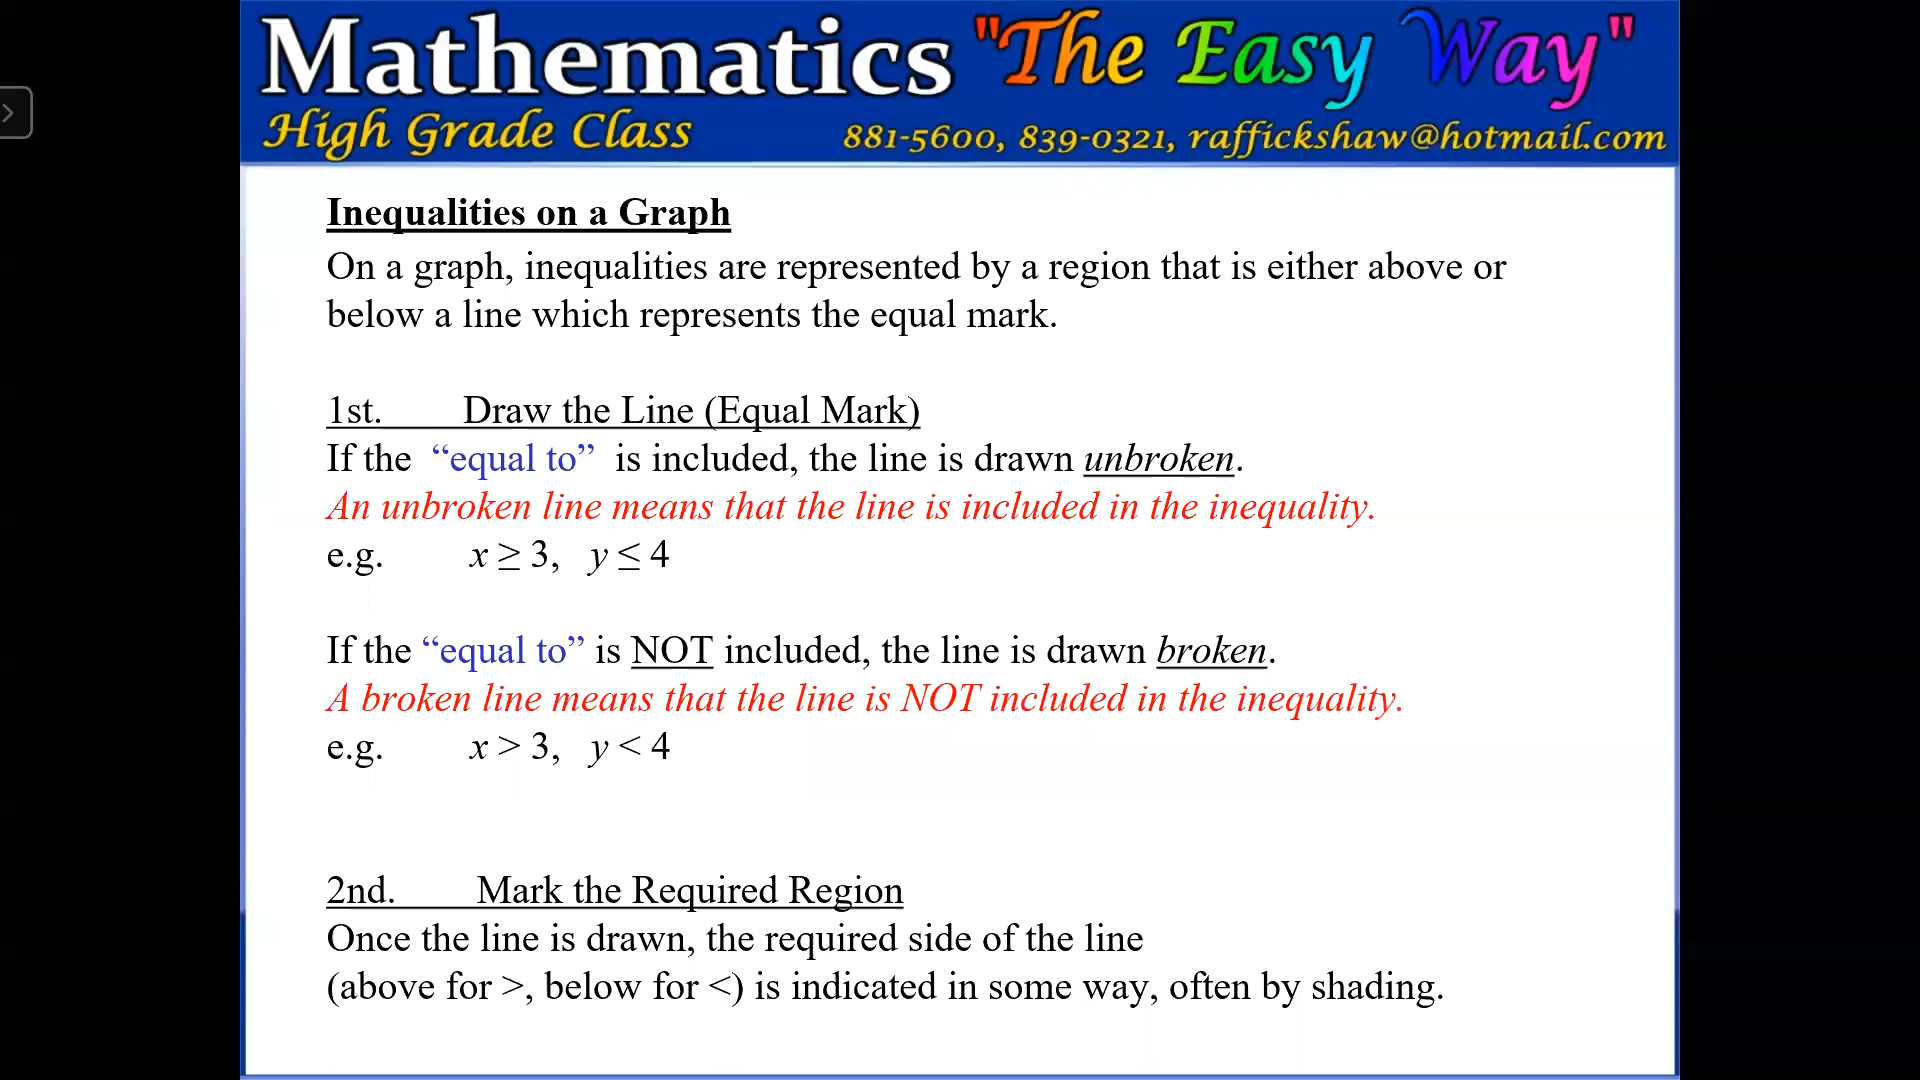 Mathematics "The Easy Way"
High Grade Class 881-5600, 839-0321, raffickshaw@hotmail.com
Inequalities on a Graph
On a graph, inequalities are represented by a region that is either above or
below a line which represents the equal mark.
1st. Draw the Line (Equal Mark)
If the “equal to” is included, the line is drawn unbroken.
An unbroken line means that the line is included in the inequality.
e.g. x ≥ 3, y ≤ 4
If the “equal to” is NOT included, the line is drawn broken.
A broken line means that the line is NOT included in the inequality.
e.g. x > 3, y < 4
2nd. Mark the Required Region
Once the line is drawn, the required side of the line
(above for >, below for <) is indicated in some way, often by shading.